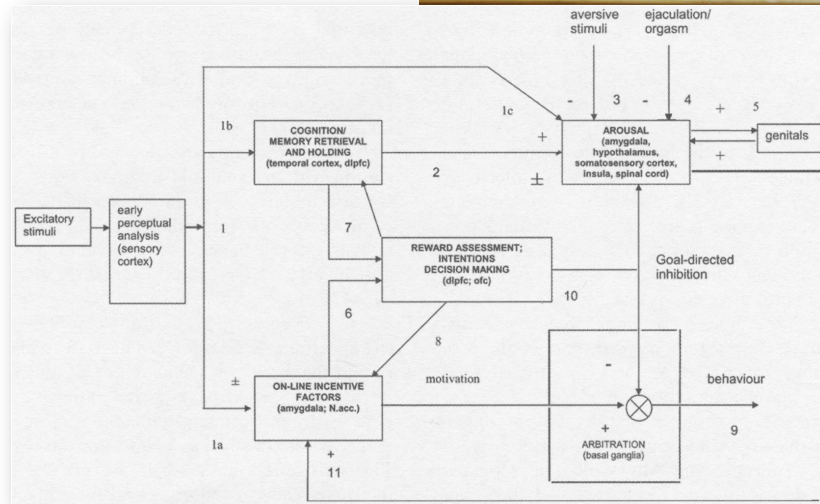 aversive
stimuli
ejaculation/
orgasm
-
3
-
4
+
5
genitals
+
1c
1b
COGNITION/
MEMORY RETRIEVAL
AND HOLDING
(temporal cortex, dlpfc)
+
2
±
AROUSAL
(amygdala,
hypothalamus,
somatosensory cortex,
insula, spinal cord)
Excitatory
stimuli
early
perceptual
analysis
(sensory
cortex)
1
7
REWARD ASSESSMENT;
INTENTIONS
DECISION MAKING
(dlpfc; ofc)
10
Goal-directed
inhibition
6
8
±
1a
ON-LINE INCENTIVE
FACTORS
(amygdala; N.acc.)
motivation
-
+
ARBITRATION
(basal ganglia)
behaviour
9
+
11